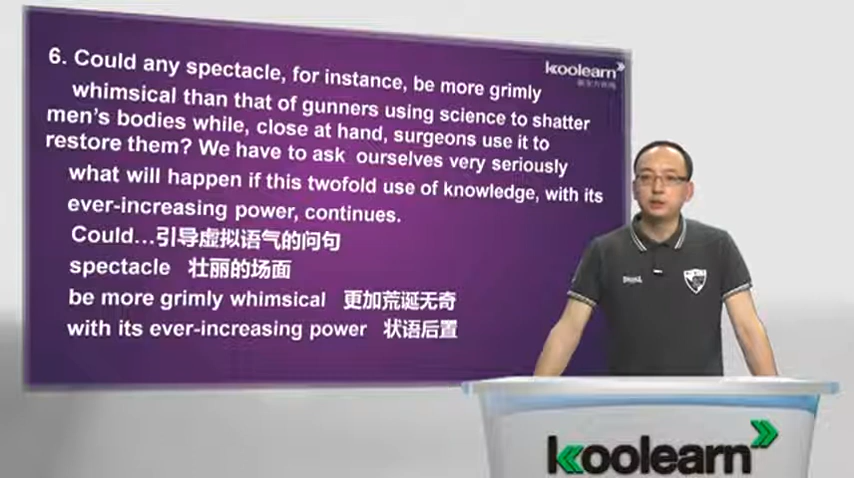 6. Could any spectacle, for instance, be more grimly
whimsical than that of gunners using science to shatter
men's bodies while, close at hand, surgeons use it to
restore them? We have to ask ourselves very seriously
what will happen if this twofold use of knowledge, with its
ever-increasing power, continues.
Could…引导虚拟语气的问句
spectacle 壮丽的场面
be more grimly whimsical 更加荒诞无奇
with its ever-increasing power 状语后置
koolearn
koolearn